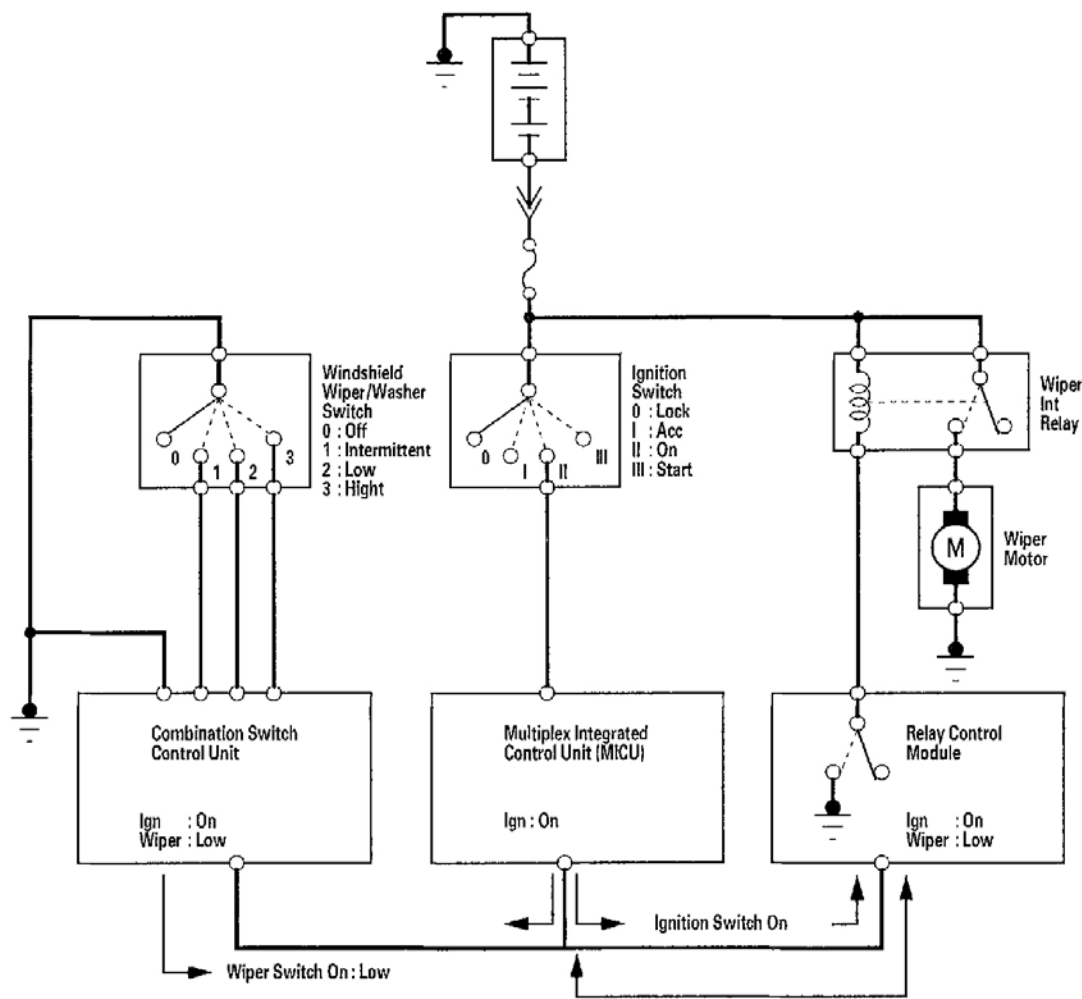 Windshield
Wiper/Washer
Switch
0 : Off
1 : Intermittent
2 : Low
3 : Hight
0
1
2
3
Ignition
Switch
0 : Lock
I : Acc
II : On
III : Start
0
I
II
III
Wiper
Int
Relay
M
Wiper
Motor
Combination Switch
Control Unit
Ign : On
Wiper : Low
Multiplex Integrated
Control Unit (MICU)
Ign : On
Relay Control
Module
Ign : On
Wiper : Low
Ignition Switch On
Wiper Switch On : Low